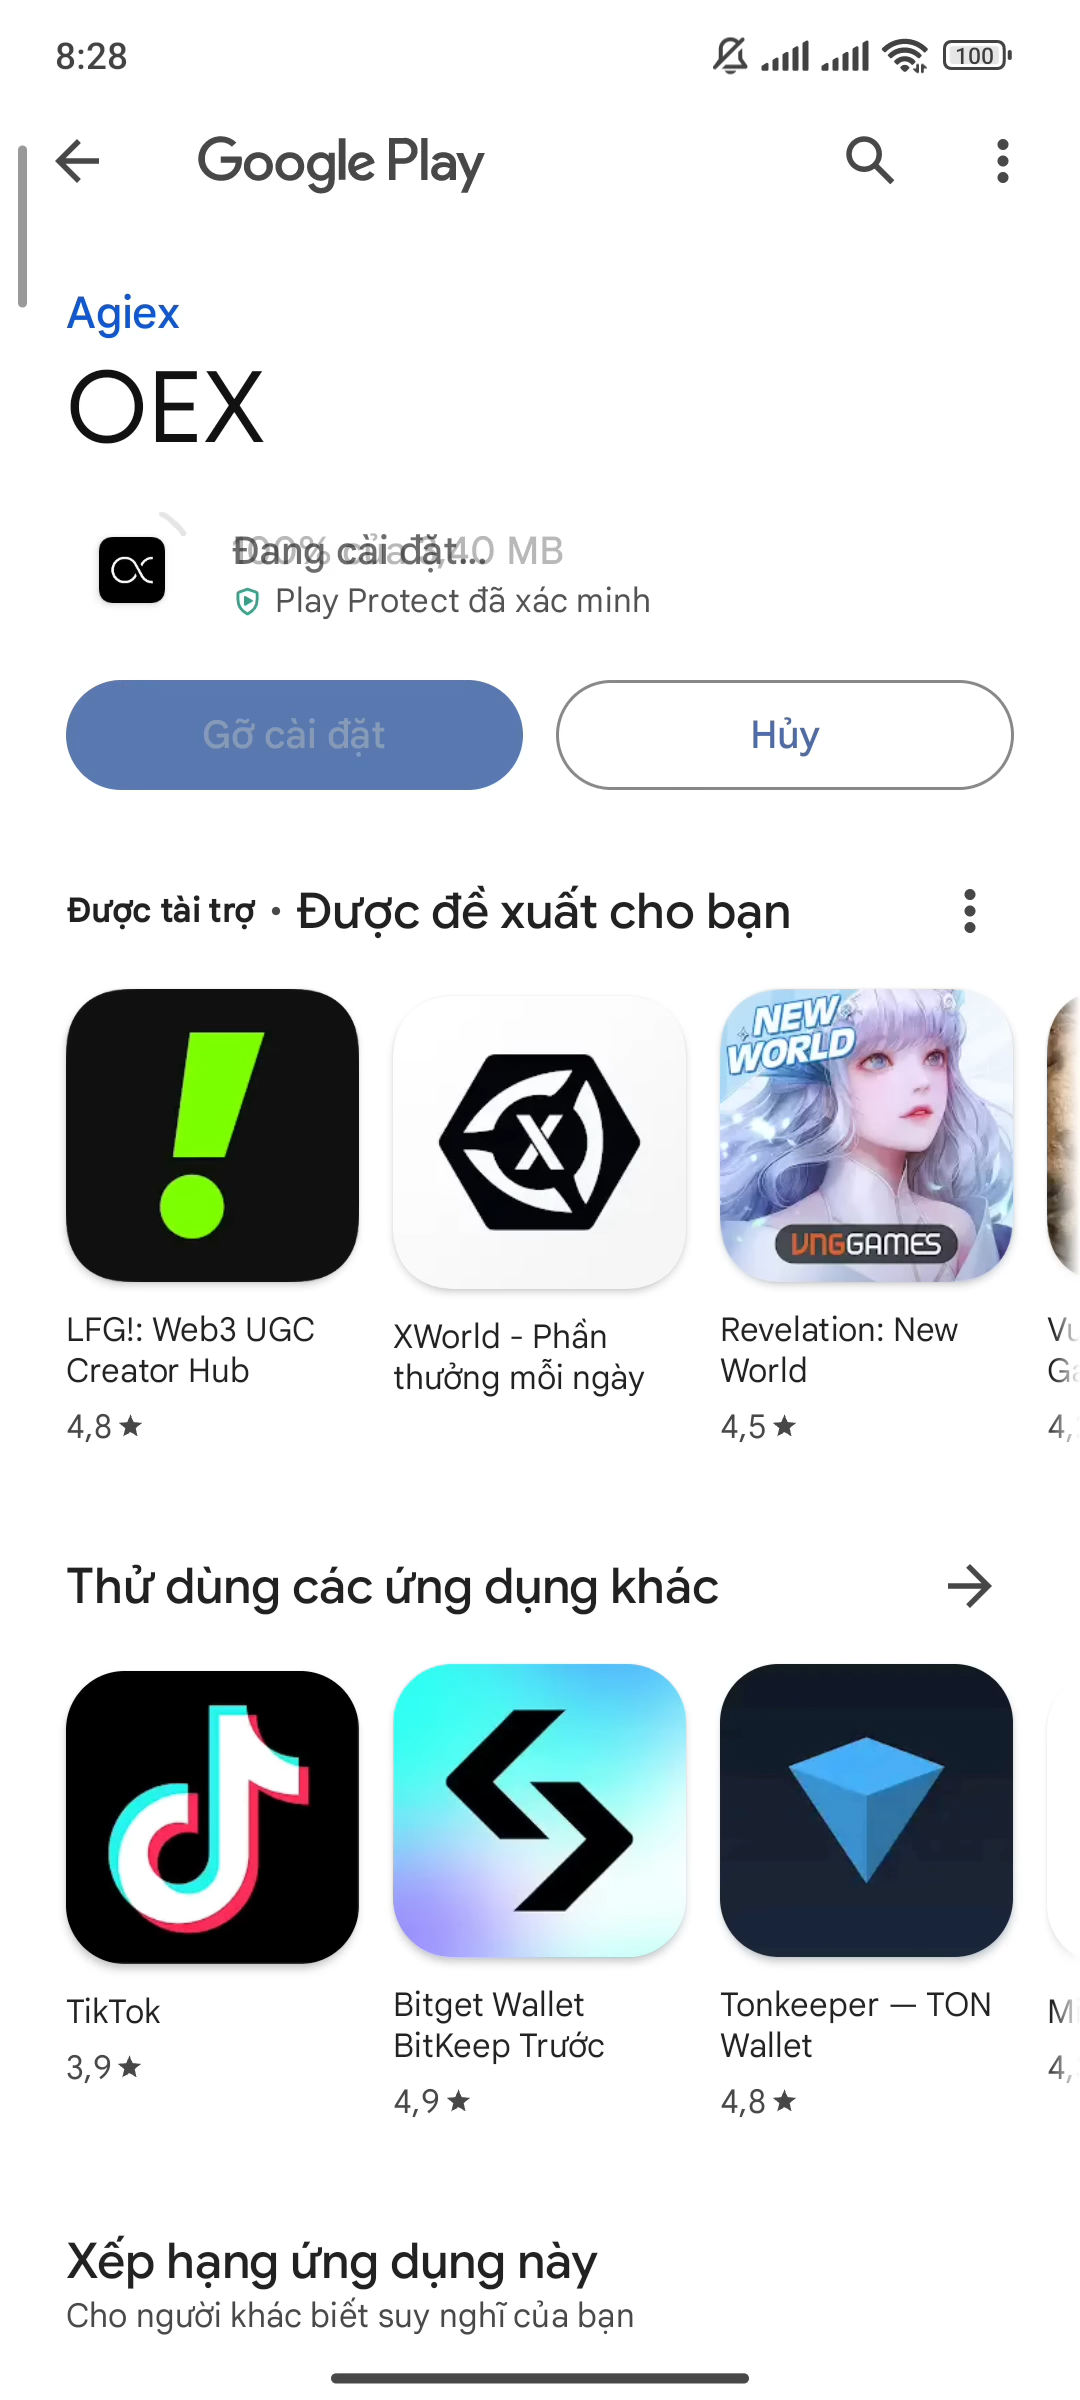 8:28
100
Google Play
Agiex
OEX
Đang cài đặt...
Play Protect đã xác minh
Gỡ cài đặt
Hủy
Được tài trợ • Được đề xuất cho bạn
NEW
WORLD
VNGGAMES
LFG!: Web3 UGC
Creator Hub
4,8 ★
XWorld - Phần
thưởng mỗi ngày
Revelation: New
World
4,5 ★
Thử dùng các ứng dụng khác
TikTok
3,9 ★
Bitget Wallet
BitKeep Trước
4,9 ★
Tonkeeper — TON
Wallet
4,8 ★
Xếp hạng ứng dụng này
Cho người khác biết suy nghĩ của bạn